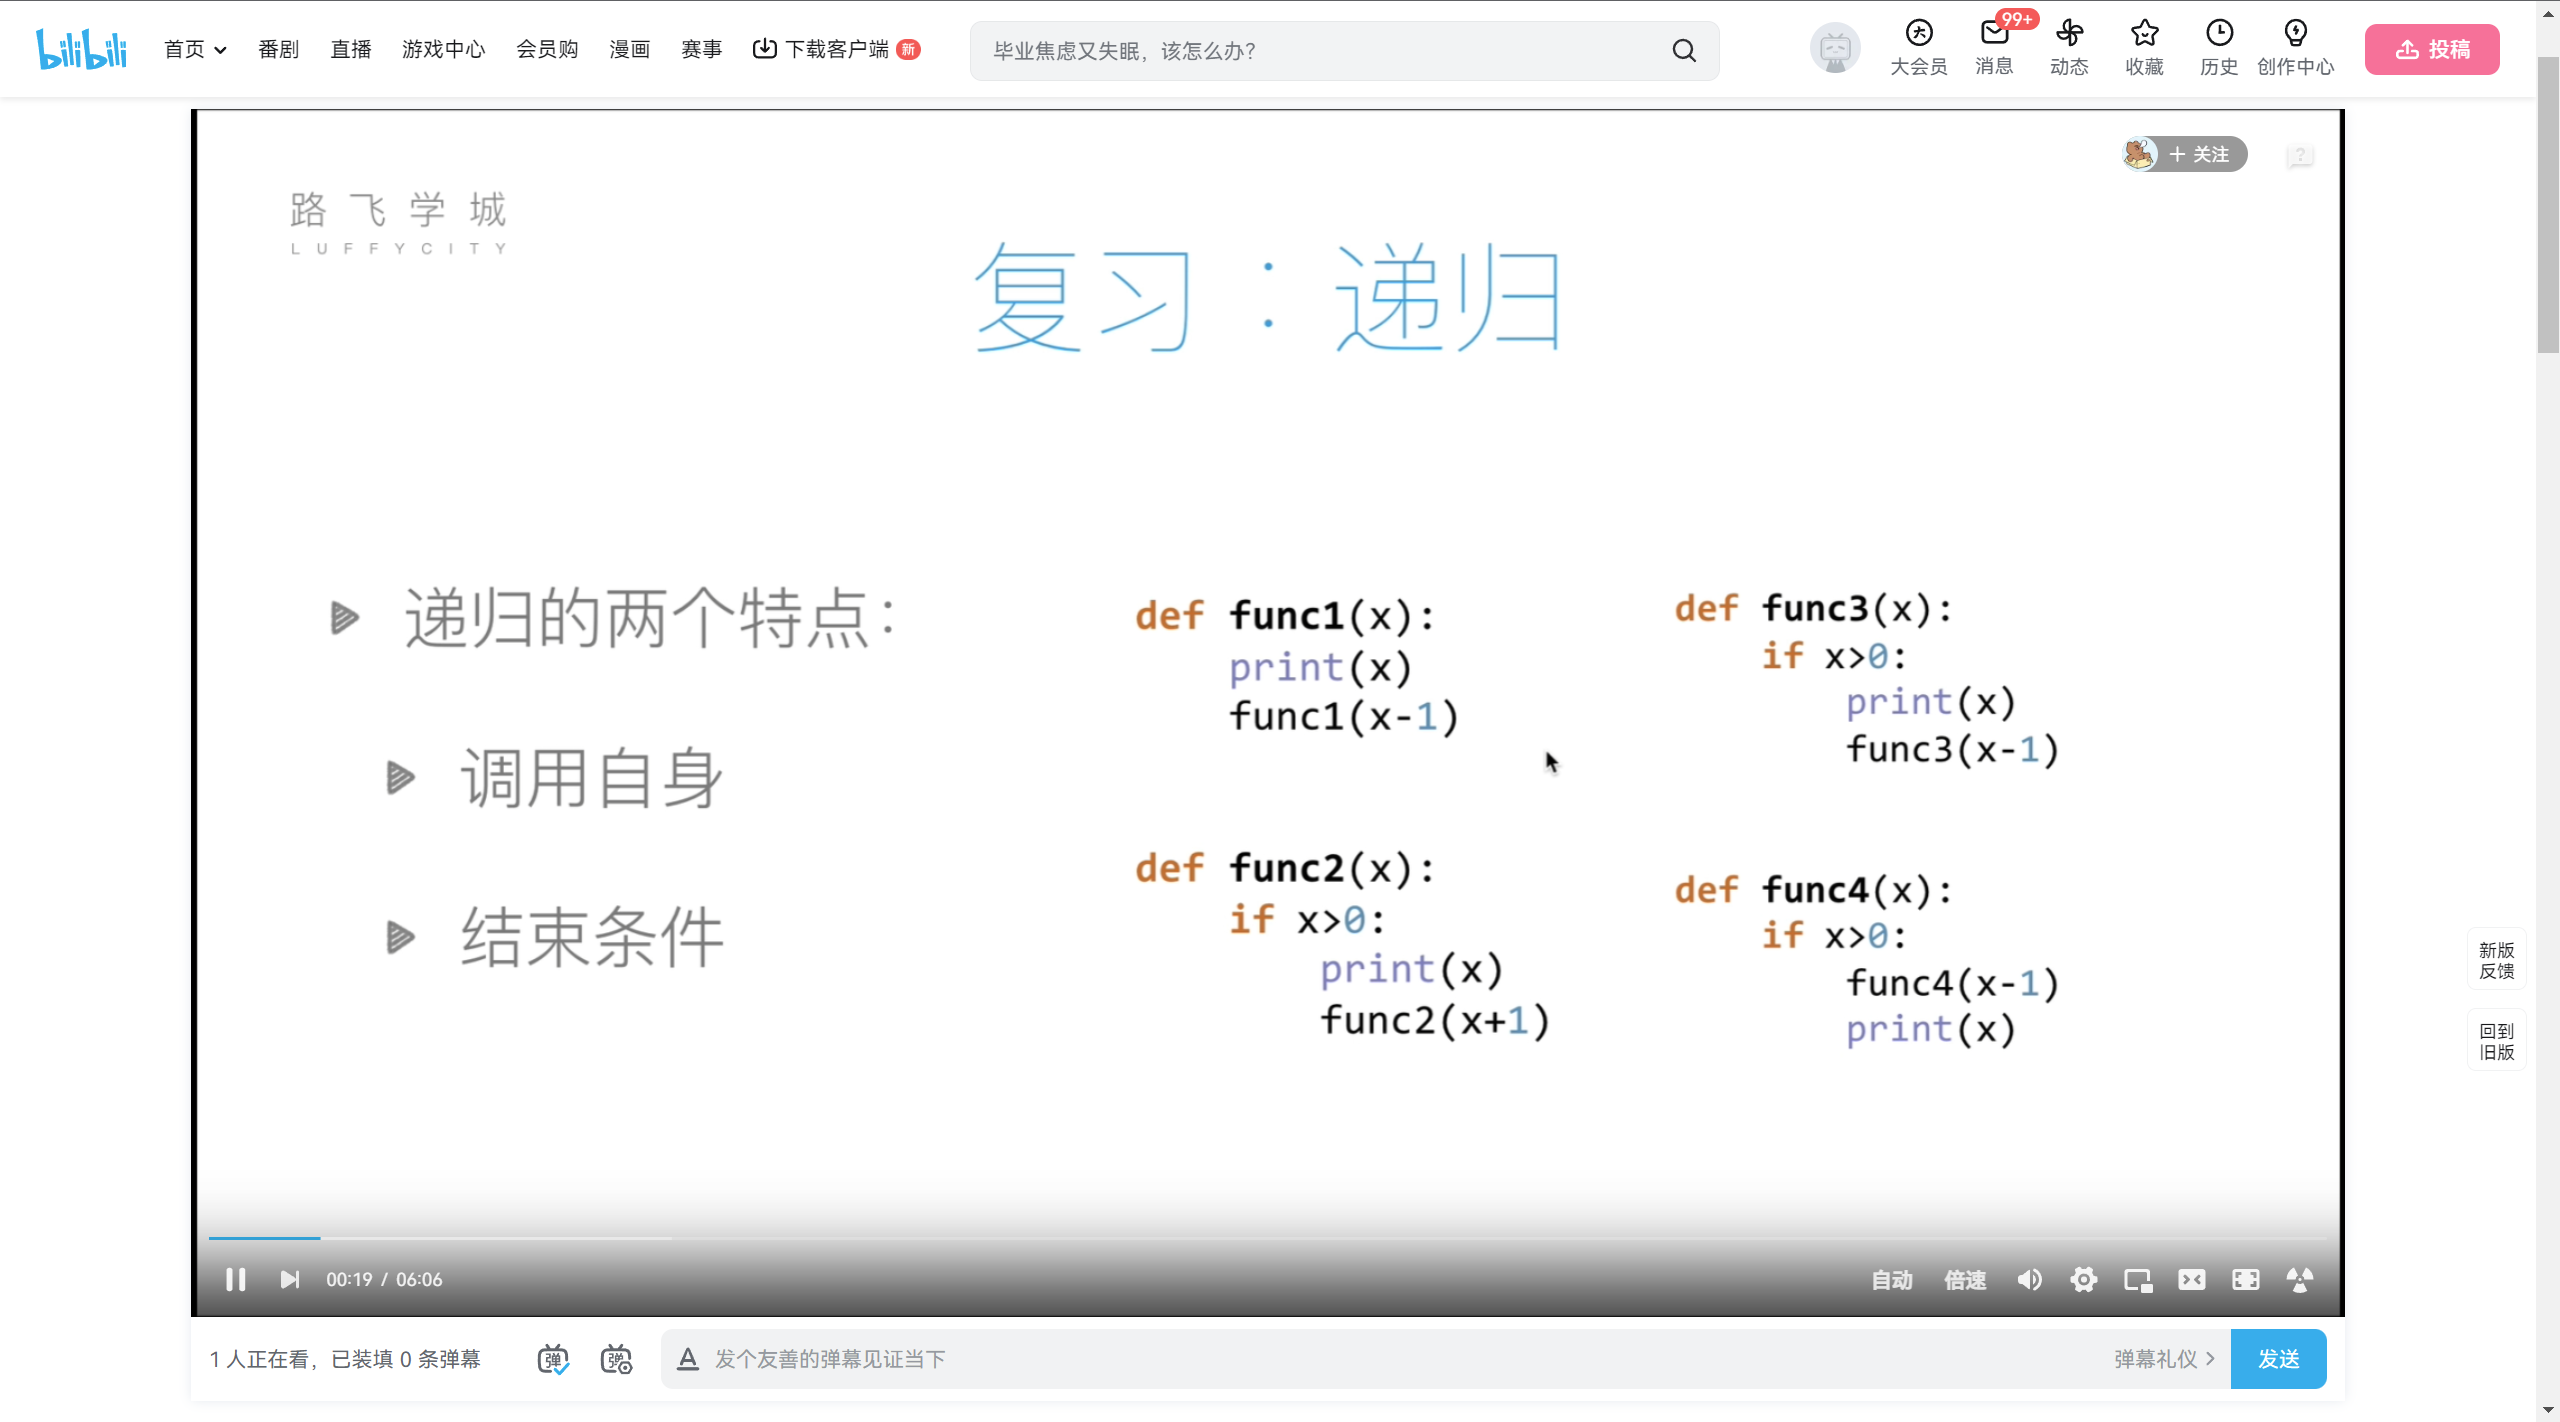 bilibili
首页 番剧 直播 游戏中心 会员购 漫画 赛事 下载客户端 新
毕业焦虑又失眠，该怎么办？
大会员 消息 99+ 动态 收藏 历史 创作中心 投稿
+ 关注
路飞学城
LUFFYCITY
复习：递归
递归的两个特点：
调用自身
结束条件
def func1(x):
print(x)
func1(x-1)
def func2(x):
if x>0:
print(x)
func2(x+1)
def func3(x):
if x>0:
print(x)
func3(x-1)
def func4(x):
if x>0:
func4(x-1)
print(x)
新版
反馈
回到
旧版
00:19 / 06:06
自动 倍速
1 人正在看，已装填 0 条弹幕
弹 弹
A 发个友善的弹幕见证当下
弹幕礼仪 >
发送